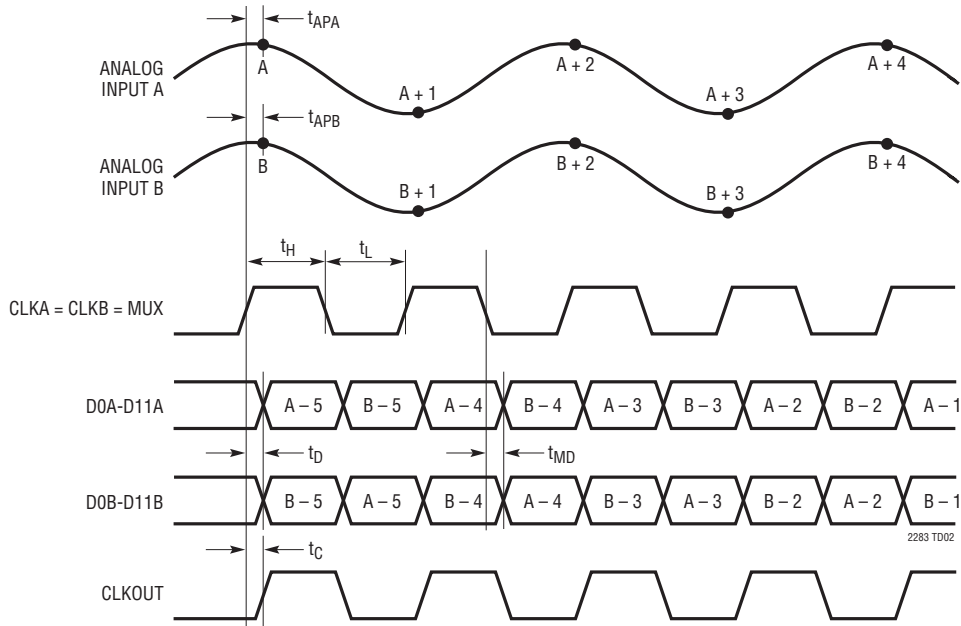 tAPA
ANALOG
INPUT A
A
A + 1
A + 2
A + 3
A + 4
tAPB
ANALOG
INPUT B
B
B + 1
B + 2
B + 3
B + 4
tH
tL
CLKA = CLKB = MUX
D0A-D11A
A – 5
B – 5
A – 4
B – 4
A – 3
B – 3
A – 2
B – 2
A – 1
tD
tMD
D0B-D11B
B – 5
A – 5
B – 4
A – 4
B – 3
A – 3
B – 2
A – 2
B – 1
2283 TD02
tC
CLKOUT